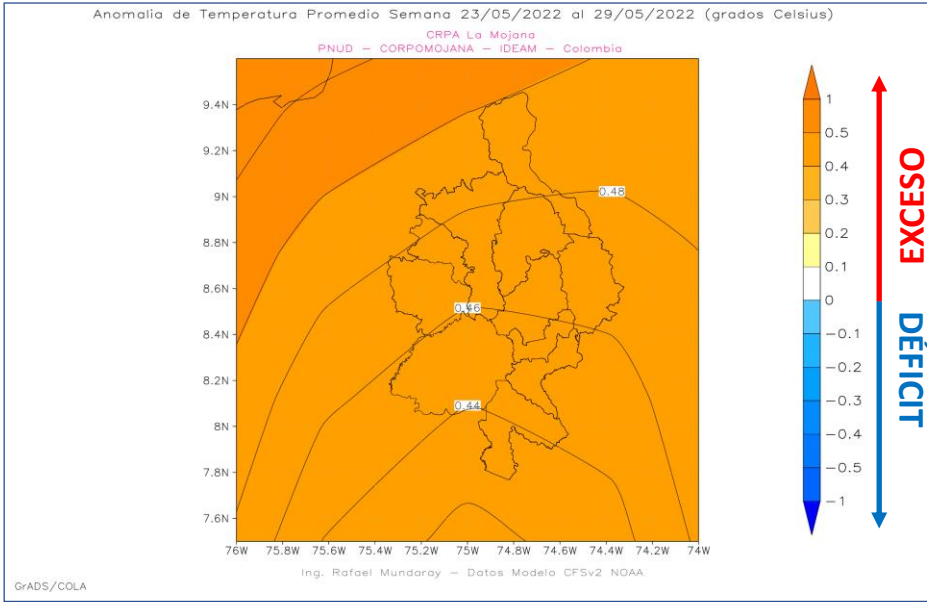 Anomalia de Temperatura Promedio Semana 23/05/2022 al 29/05/2022 (grados Celsius)
CRPA La Mojana
PNUD – CORPOMOJANA – IDEAM – Colombia
9.4N
9.2N
9N
8.8N
8.6N
8.4N
8.2N
8N
7.8N
7.6N
0.48
0.46
0.44
76W 75.8W 75.6W 75.4W 75.2W 75W 74.8W 74.6W 74.4W 74.2W 74W
1
0.5
0.4
0.3
0.2
0.1
0
−0.1
−0.2
−0.3
−0.4
−0.5
−1
EXCESO
DÉFICIT
Ing. Rafael Mundaray – Datos Modelo CFSv2 NOAA
GrADS/COLA